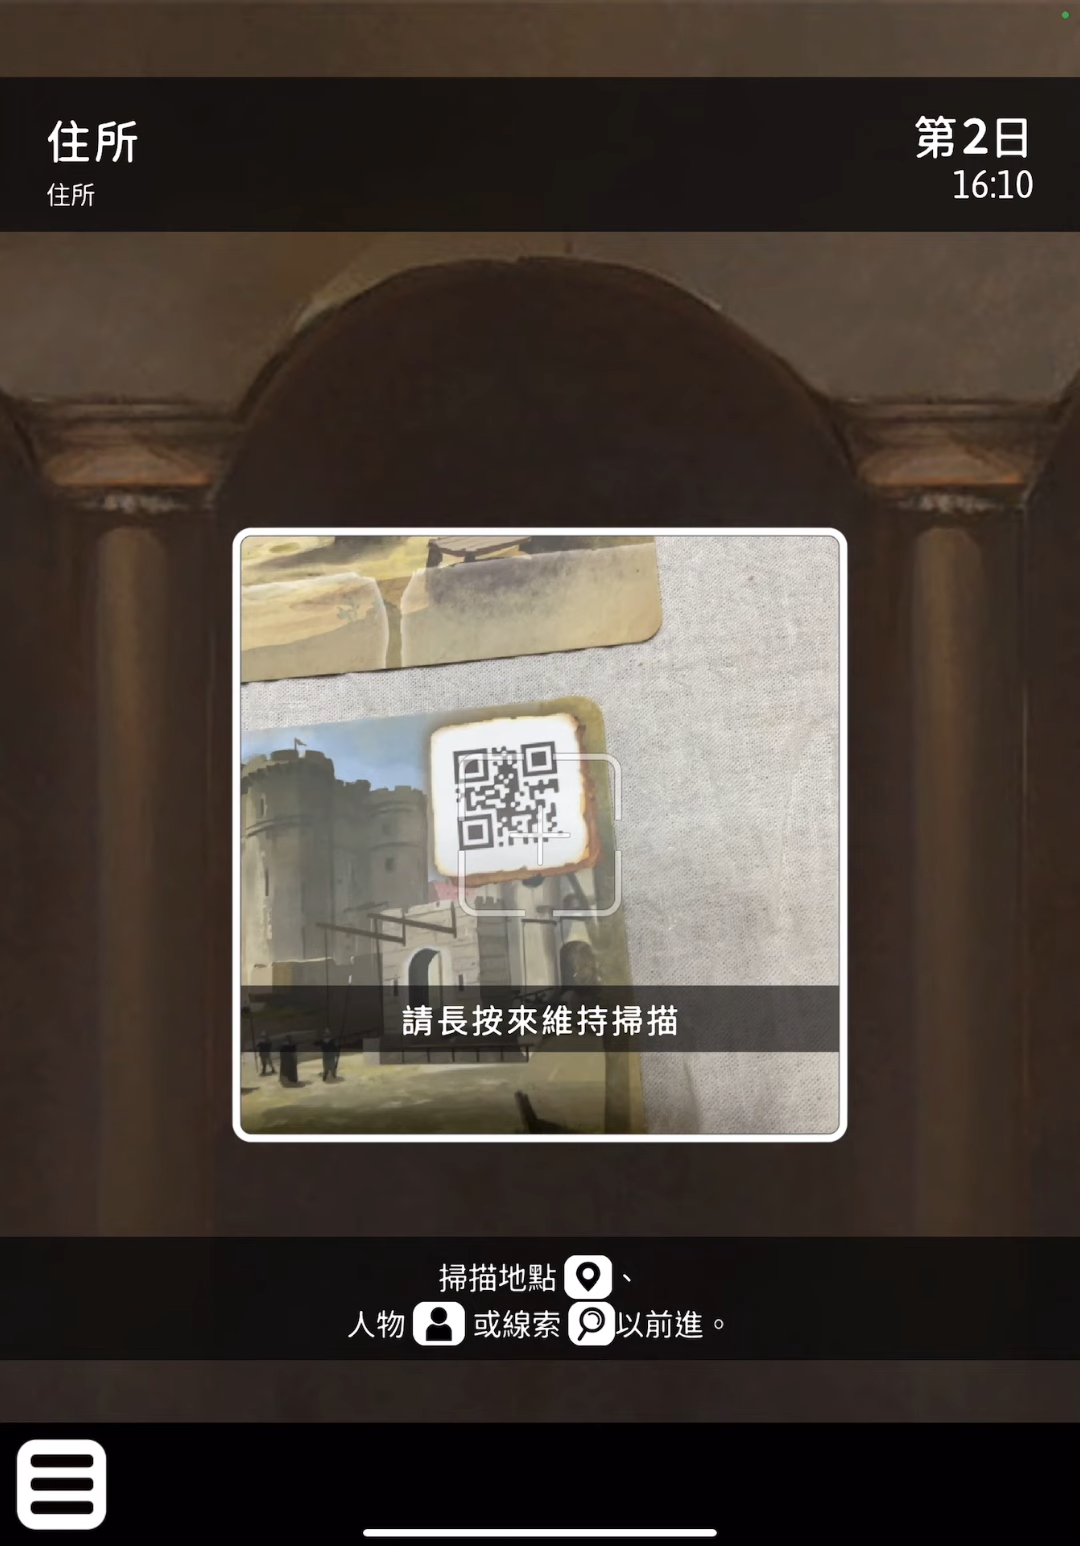 住所
住所
第2日
16:10
請長按來維持掃描
掃描地點 、
人物 或線索 以前進。